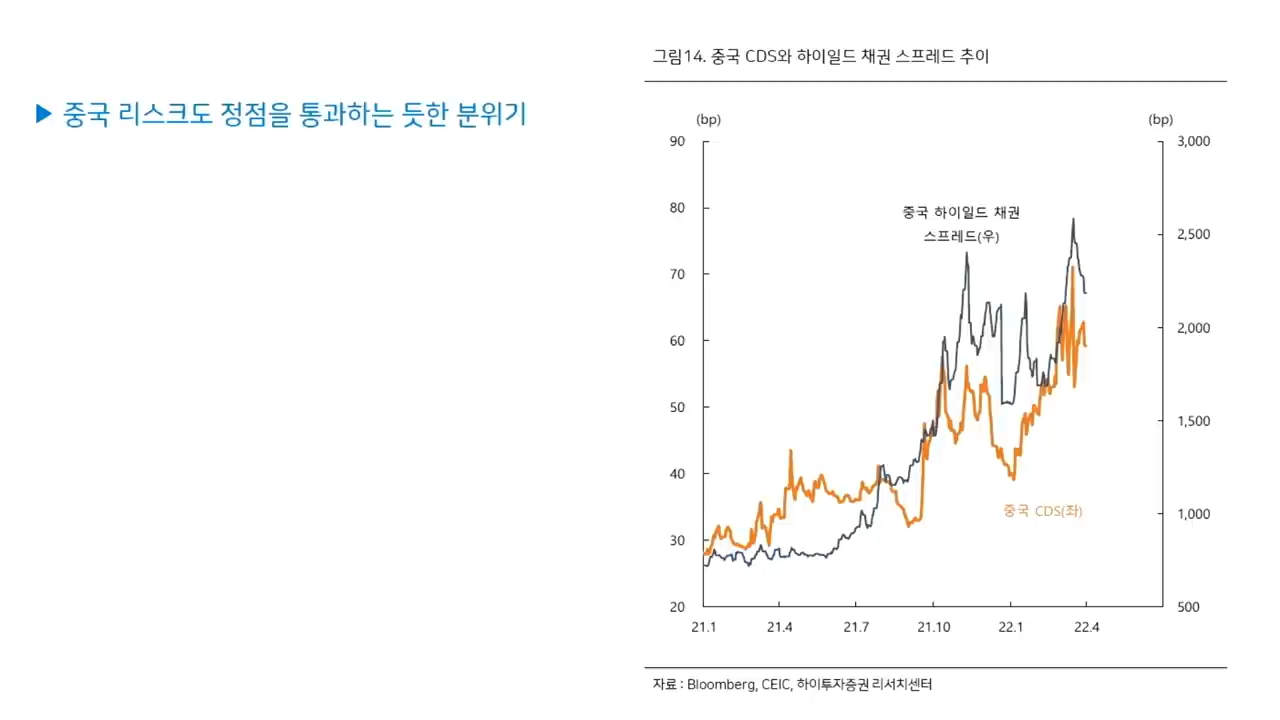 ▶ 중국 리스크도 정점을 통과하는 듯한 분위기
그림14. 중국 CDS와 하이일드 채권 스프레드 추이
(bp)
(bp)
90
80
70
60
50
40
30
20
3,000
2,500
2,000
1,500
1,000
500
중국 하이일드 채권
스프레드(우)
중국 CDS(좌)
21.1 21.4 21.7 21.10 22.1 22.4
자료 : Bloomberg, CEIC, 하이투자증권 리서치센터